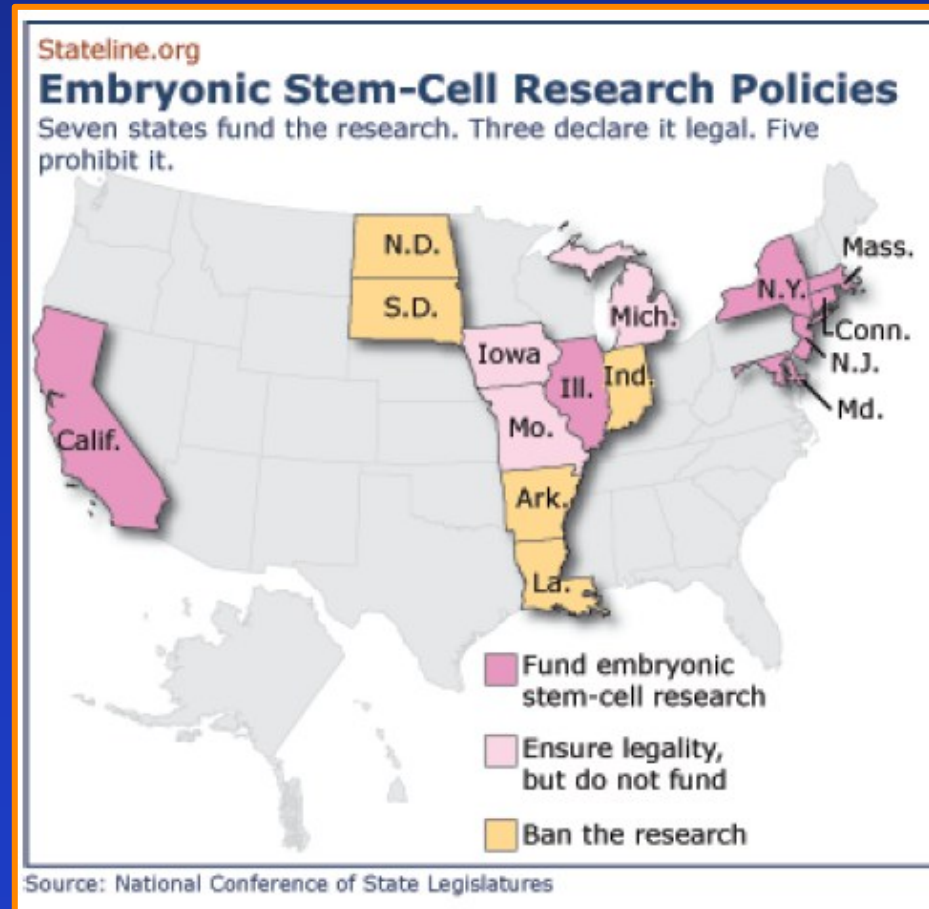 Stateline.org
Embryonic Stem-Cell Research Policies
Seven states fund the research. Three declare it legal. Five
prohibit it.
N.D.
S.D.
Iowa
Mich.
Mass.
N.Y.
Conn.
N.J.
Md.
Ill.
Ind.
Mo.
Calif.
Ark.
La.
Fund embryonic
stem-cell research
Ensure legality,
but do not fund
Ban the research
Source: National Conference of State Legislatures